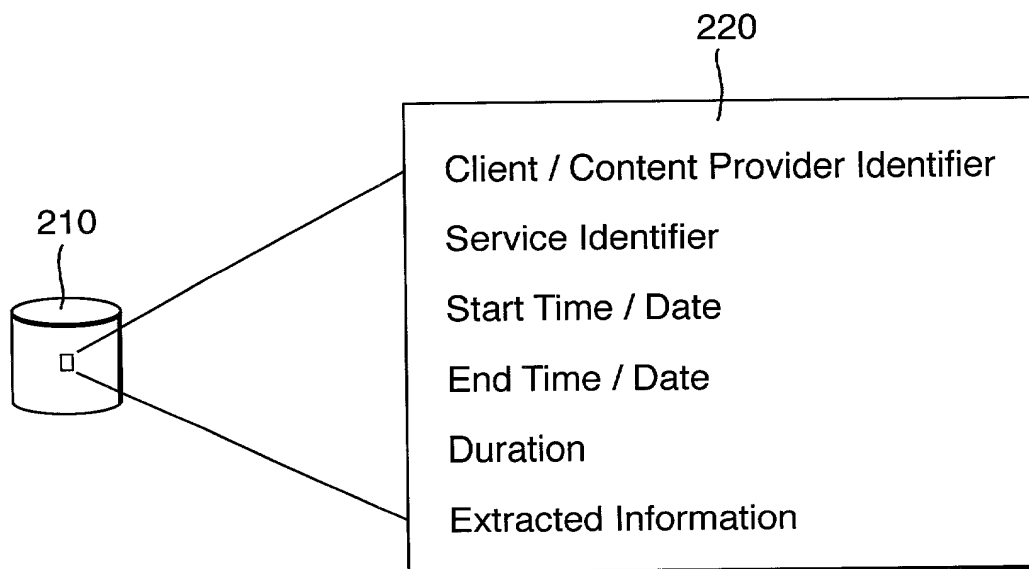 220
Client / Content Provider Identifier
210
Service Identifier
Start Time / Date
End Time / Date
Duration
Extracted Information